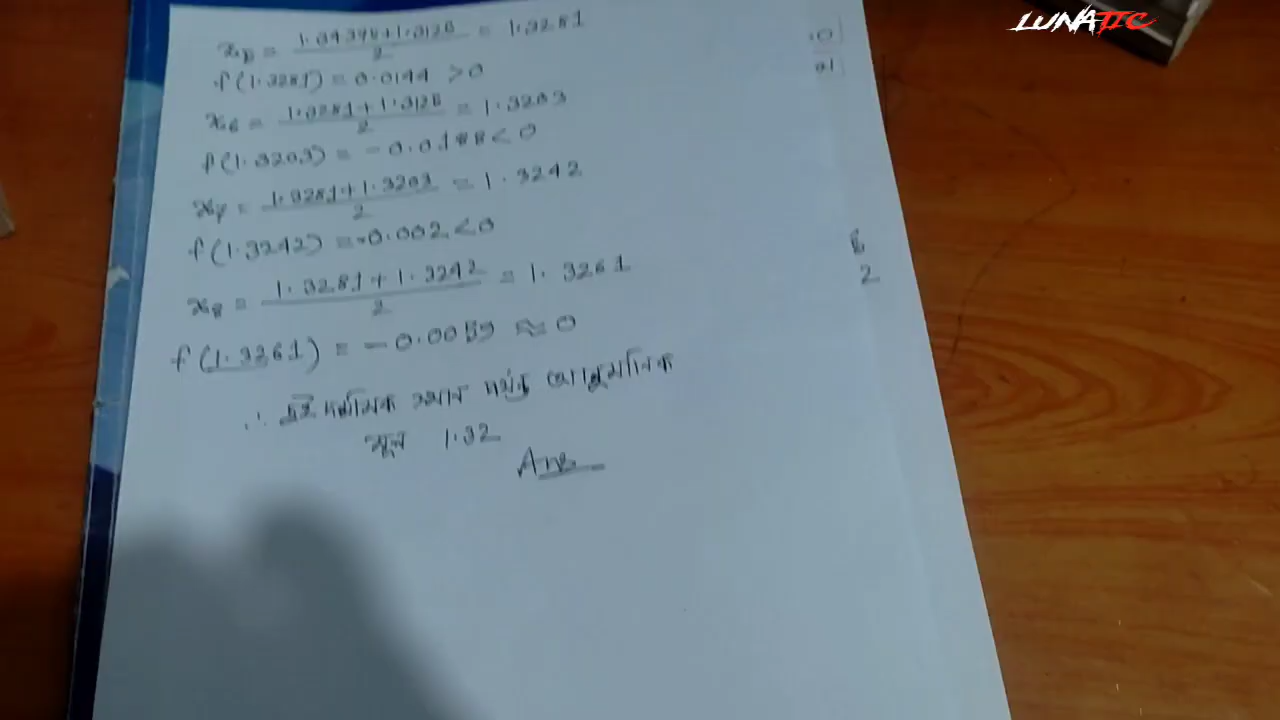 LUNATIC
x₅ = (1.3437+1.3125)/2 = 1.3281
f(1.3281) = 0.0144 > 0
x₆ = (1.3281+1.3125)/2 = 1.3203
f(1.3203) = -0.0188 < 0
x₇ = (1.3281+1.3203)/2 = 1.3242
f(1.3242) = -0.002 < 0
x₈ = (1.3281+1.3242)/2 = 1.3261
f(1.3261) = -0.0059 ≈ 0
∴ দুই দশমিক স্থান পর্যন্ত আনুমানিক
মূল 1.32
Ans